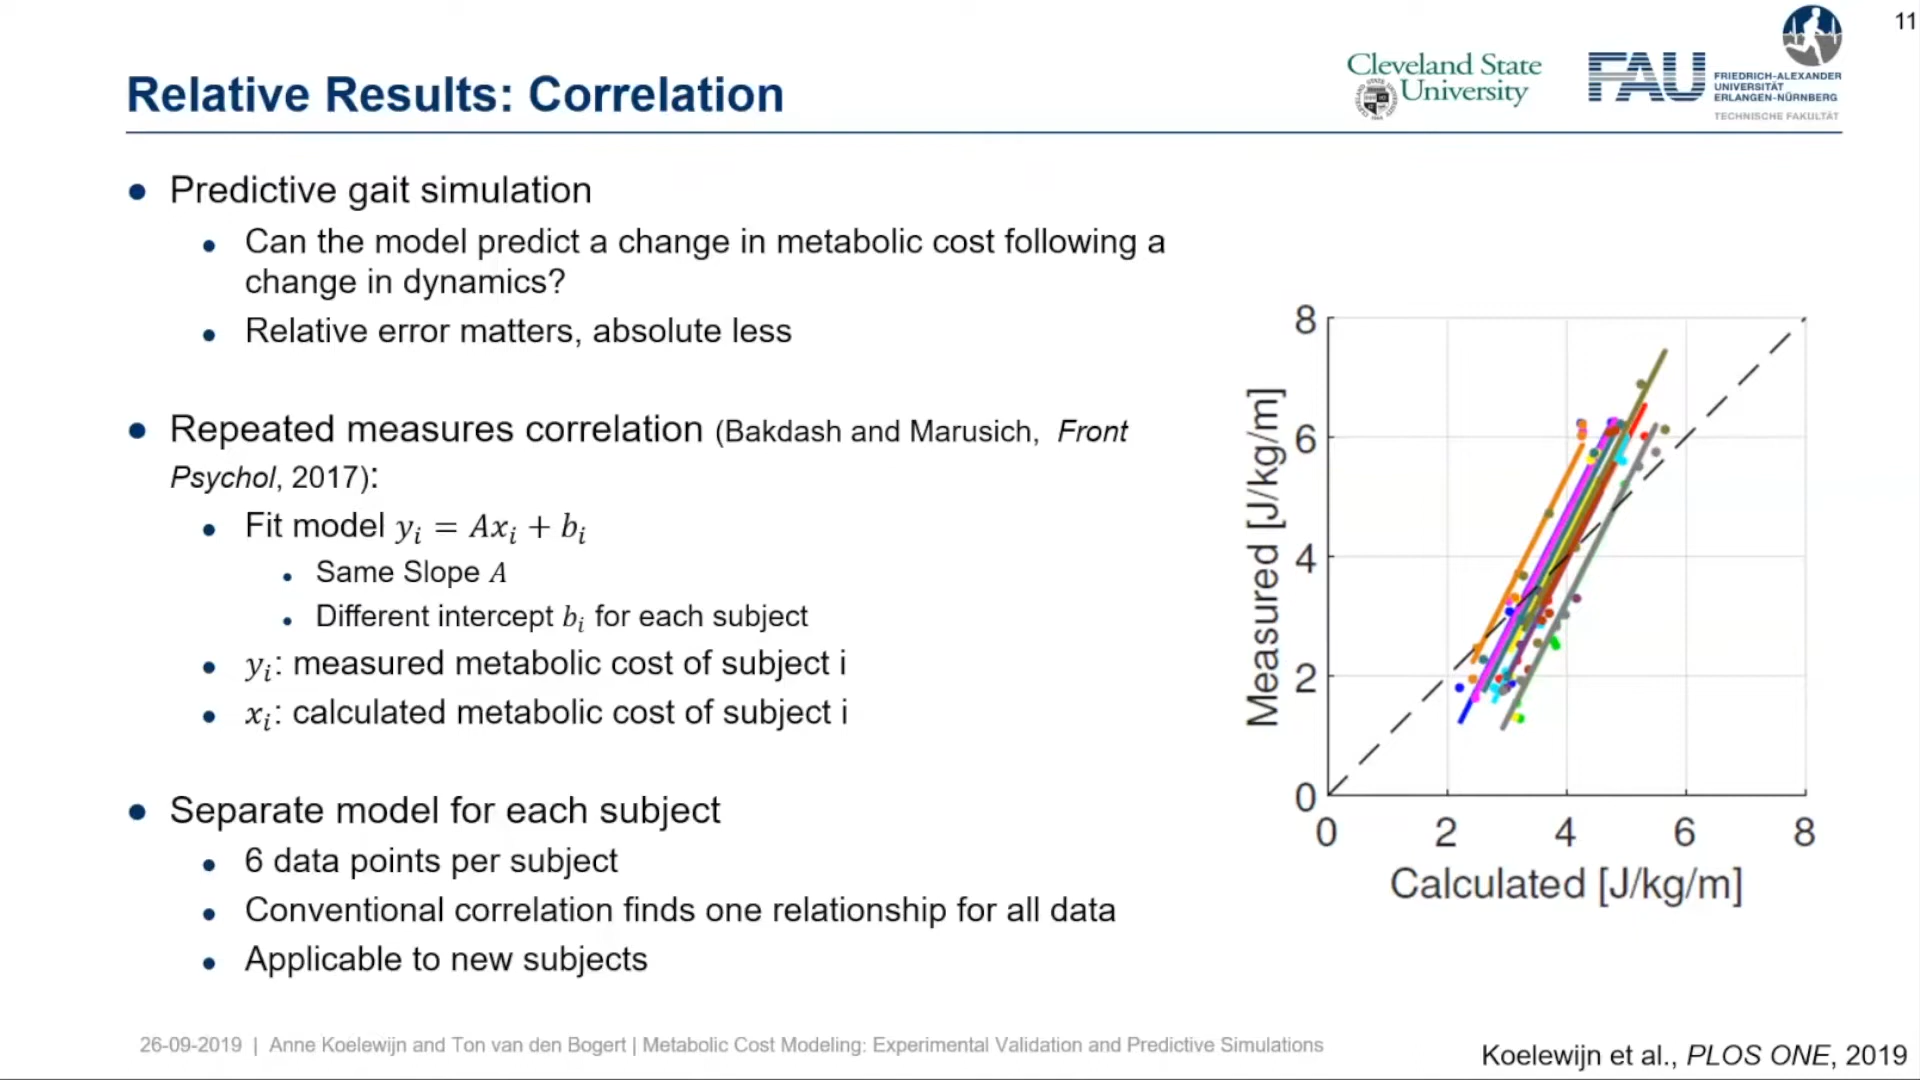 11
Relative Results: Correlation
Cleveland State
University
FAU
FRIEDRICH-ALEXANDER
UNIVERSITÄT
ERLANGEN-NÜRNBERG
TECHNISCHE FAKULTÄT
● Predictive gait simulation
● Can the model predict a change in metabolic cost following a
change in dynamics?
● Relative error matters, absolute less
● Repeated measures correlation (Bakdash and Marusich, Front
Psychol, 2017):
● Fit model yᵢ = Axᵢ + bᵢ
● Same Slope A
● Different intercept bᵢ for each subject
● yᵢ: measured metabolic cost of subject i
● xᵢ: calculated metabolic cost of subject i
● Separate model for each subject
● 6 data points per subject
● Conventional correlation finds one relationship for all data
● Applicable to new subjects
Measured [J/kg/m]
8
6
4
2
0
0 2 4 6 8
Calculated [J/kg/m]
26-09-2019 | Anne Koelewijn and Ton van den Bogert | Metabolic Cost Modeling: Experimental Validation and Predictive Simulations
Koelewijn et al., PLOS ONE, 2019